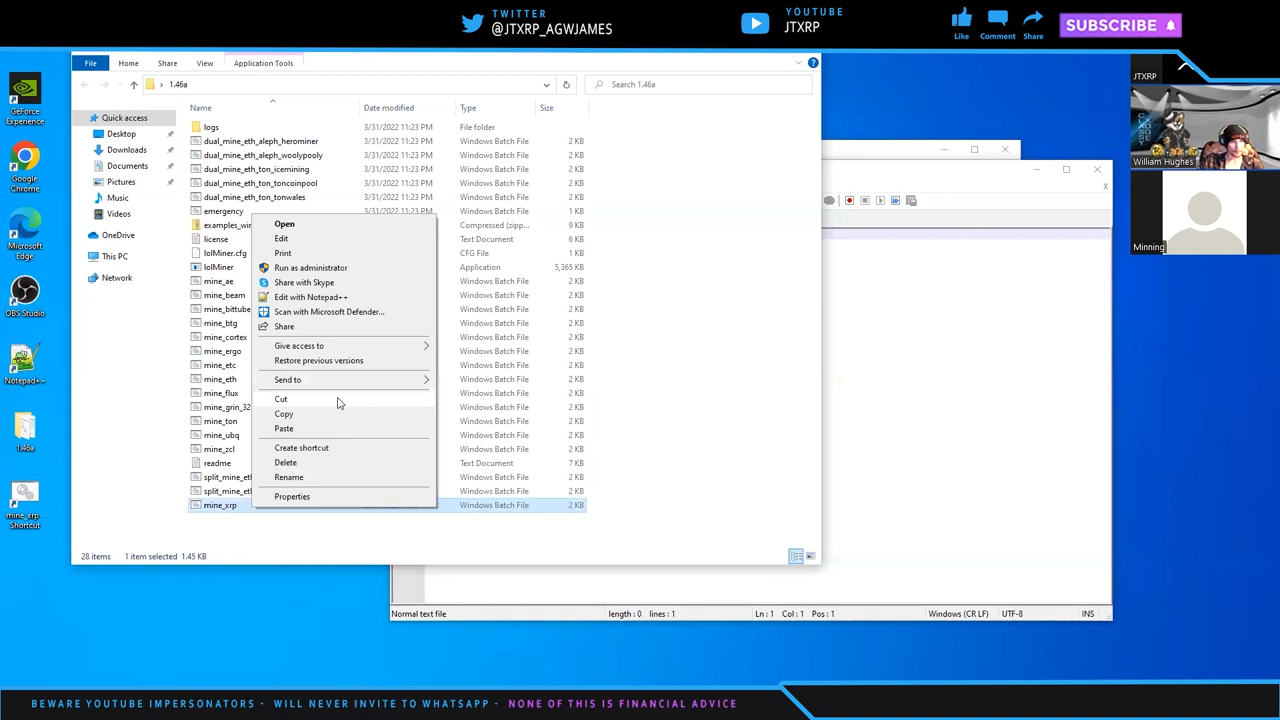 TWITTER
@JTXRP_AGWJAMES
YOUTUBE
JTXRP
Like
Comment
Share
SUBSCRIBE
File
Home
Share
View
Application Tools
1.46a
Search 1.46a
Name
Date modified
Type
Size
Quick access
Desktop
Downloads
Documents
Pictures
Music
Videos
OneDrive
This PC
Network
logs 3/31/2022 11:23 PM File folder
dual_mine_eth_aleph_herominer 3/31/2022 11:23 PM Windows Batch File 2 KB
dual_mine_eth_aleph_woolypooly 3/31/2022 11:23 PM Windows Batch File 2 KB
dual_mine_eth_ton_icemining 3/31/2022 11:23 PM Windows Batch File 2 KB
dual_mine_eth_ton_toncoinpool 3/31/2022 11:23 PM Windows Batch File 2 KB
dual_mine_eth_ton_tonwales 3/31/2022 11:23 PM Windows Batch File 2 KB
emergency 3/31/2022 11:23 PM Windows Batch File 1 KB
examples_wi Compressed (zipp... 9 KB
license Text Document 6 KB
lolMiner.cfg CFG File 2 KB
lolMiner Application 5,365 KB
mine_ae Windows Batch File 2 KB
mine_beam Windows Batch File 2 KB
mine_bittube Windows Batch File 2 KB
mine_btg Windows Batch File 2 KB
mine_cortex Windows Batch File 2 KB
mine_ergo Windows Batch File 2 KB
mine_etc Windows Batch File 2 KB
mine_eth Windows Batch File 2 KB
mine_flux Windows Batch File 2 KB
mine_grin_32 Windows Batch File 2 KB
mine_ton Windows Batch File 2 KB
mine_ubq Windows Batch File 2 KB
mine_zcl Windows Batch File 2 KB
readme Text Document 7 KB
split_mine_et Windows Batch File 2 KB
split_mine_et Windows Batch File 2 KB
mine_xrp Windows Batch File 2 KB
Open
Edit
Print
Run as administrator
Share with Skype
Edit with Notepad++
Scan with Microsoft Defender...
Share
Give access to
Restore previous versions
Send to
Cut
Copy
Paste
Create shortcut
Delete
Rename
Properties
28 items 1 item selected 1.45 KB
Normal text file length : 0 lines : 1 Ln : 1 Col : 1 Pos : 1 Windows (CR LF) UTF-8 INS
GeForce
Experience
Google
Chrome
Microsoft
Edge
OBS Studio
Notepad++
1.46a
mine_xrp -
Shortcut
JTXRP
William Hughes
Minning
BEWARE YOUTUBE IMPERSONATORS - WILL NEVER INVITE TO WHATSAPP - NONE OF THIS IS FINANCIAL ADVICE